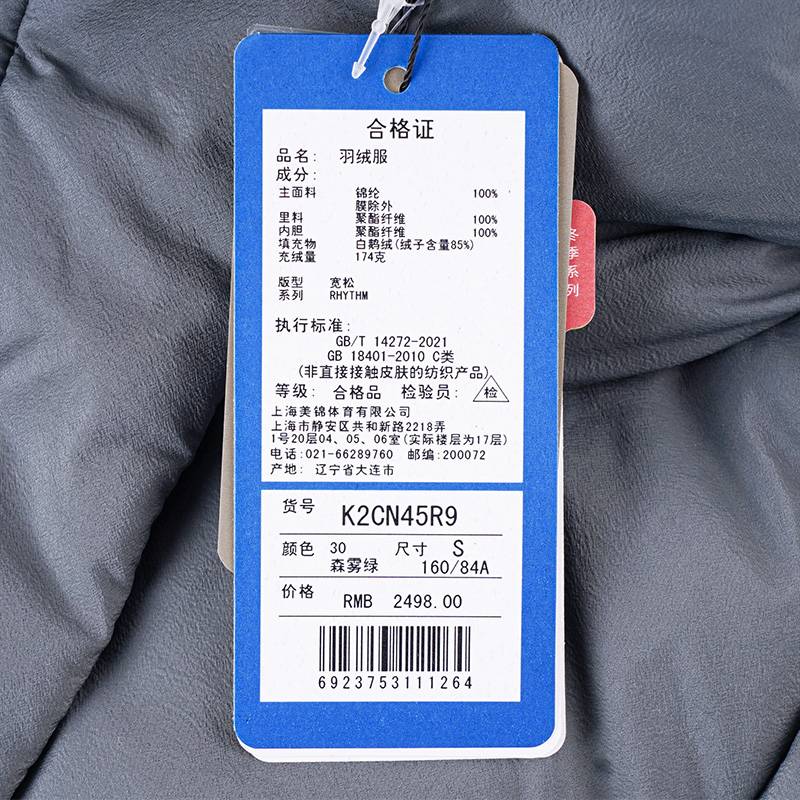 合格证
品名: 羽绒服
成分:
主面料 锦纶 100%
膜除外
里料 聚酯纤维 100%
内胆 聚酯纤维 100%
填充物 白鹅绒(绒子含量85%)
充绒量 174克
版型 宽松
系列 RHYTHM
执行标准:
GB/T 14272-2021
GB 18401-2010 C类
(非直接接触皮肤的纺织产品)
等级: 合格品 检验员: 检
上海美锦体育有限公司
上海市静安区共和新路2218弄
1号20层04、05、06室(实际楼层为17层)
电话:021-66289760 邮编:200072
产地: 辽宁省大连市
货号 K2CN45R9
颜色 30 尺寸 S
森雾绿 160/84A
价格 RMB 2498.00
6923753111264
冬季系列